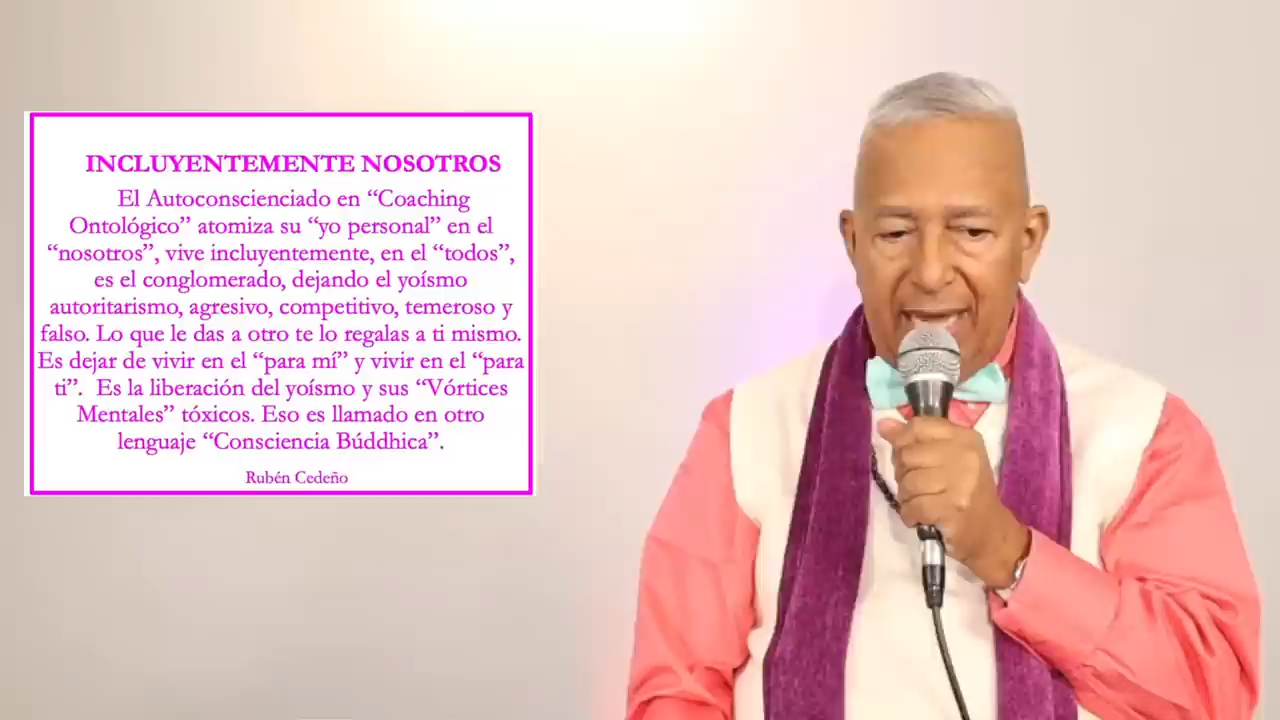 INCLUYENTEMENTE NOSOTROS
El Autoconscienciado en “Coaching
Ontológico” atomiza su “yo personal” en el
“nosotros”, vive incluyentemente, en el “todos”,
es el conglomerado, dejando el yoísmo
autoritarismo, agresivo, competitivo, temeroso y
falso. Lo que le das a otro te lo regalas a ti mismo.
Es dejar de vivir en el “para mí” y vivir en el “para
ti”.  Es la liberación del yoísmo y sus “Vórtices
Mentales” tóxicos. Eso es llamado en otro
lenguaje “Consciencia Búddhica”.
Rubén Cedeño